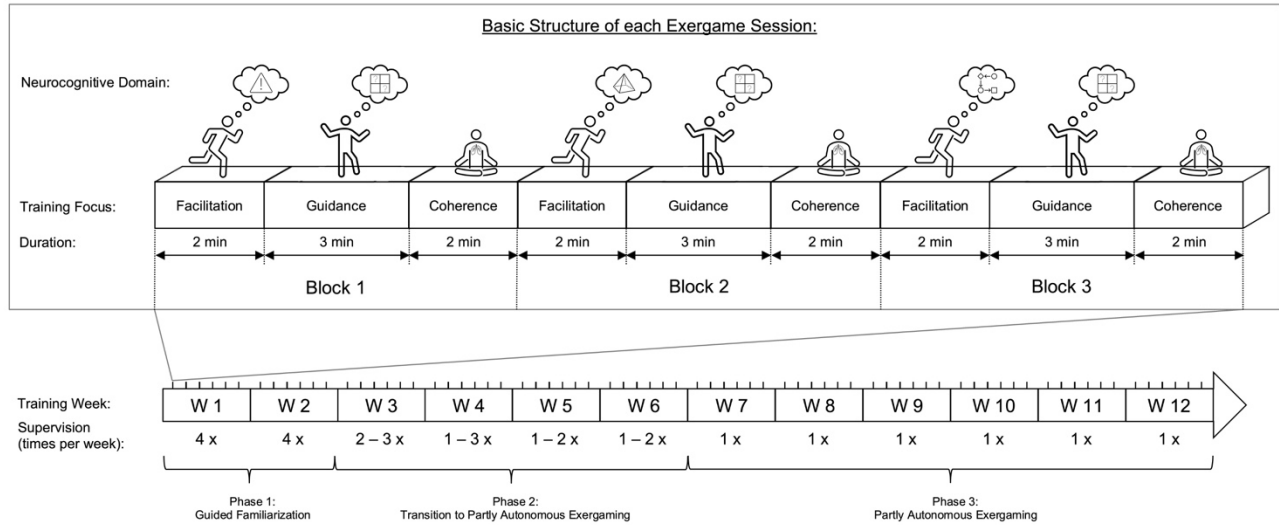 Basic Structure of each Exergame Session:
Neurocognitive Domain:
Training Focus: Facilitation Guidance Coherence Facilitation Guidance Coherence Facilitation Guidance Coherence
Duration: 2 min 3 min 2 min 2 min 3 min 2 min 2 min 3 min 2 min
Block 1 Block 2 Block 3
Training Week: W 1 W 2 W 3 W 4 W 5 W 6 W 7 W 8 W 9 W 10 W 11 W 12
Supervision
(times per week): 4 x 4 x 2 – 3 x 1 – 3 x 1 – 2 x 1 – 2 x 1 x 1 x 1 x 1 x 1 x 1 x
Phase 1: Phase 2: Phase 3:
Guided Familiarization Transition to Partly Autonomous Exergaming Partly Autonomous Exergaming